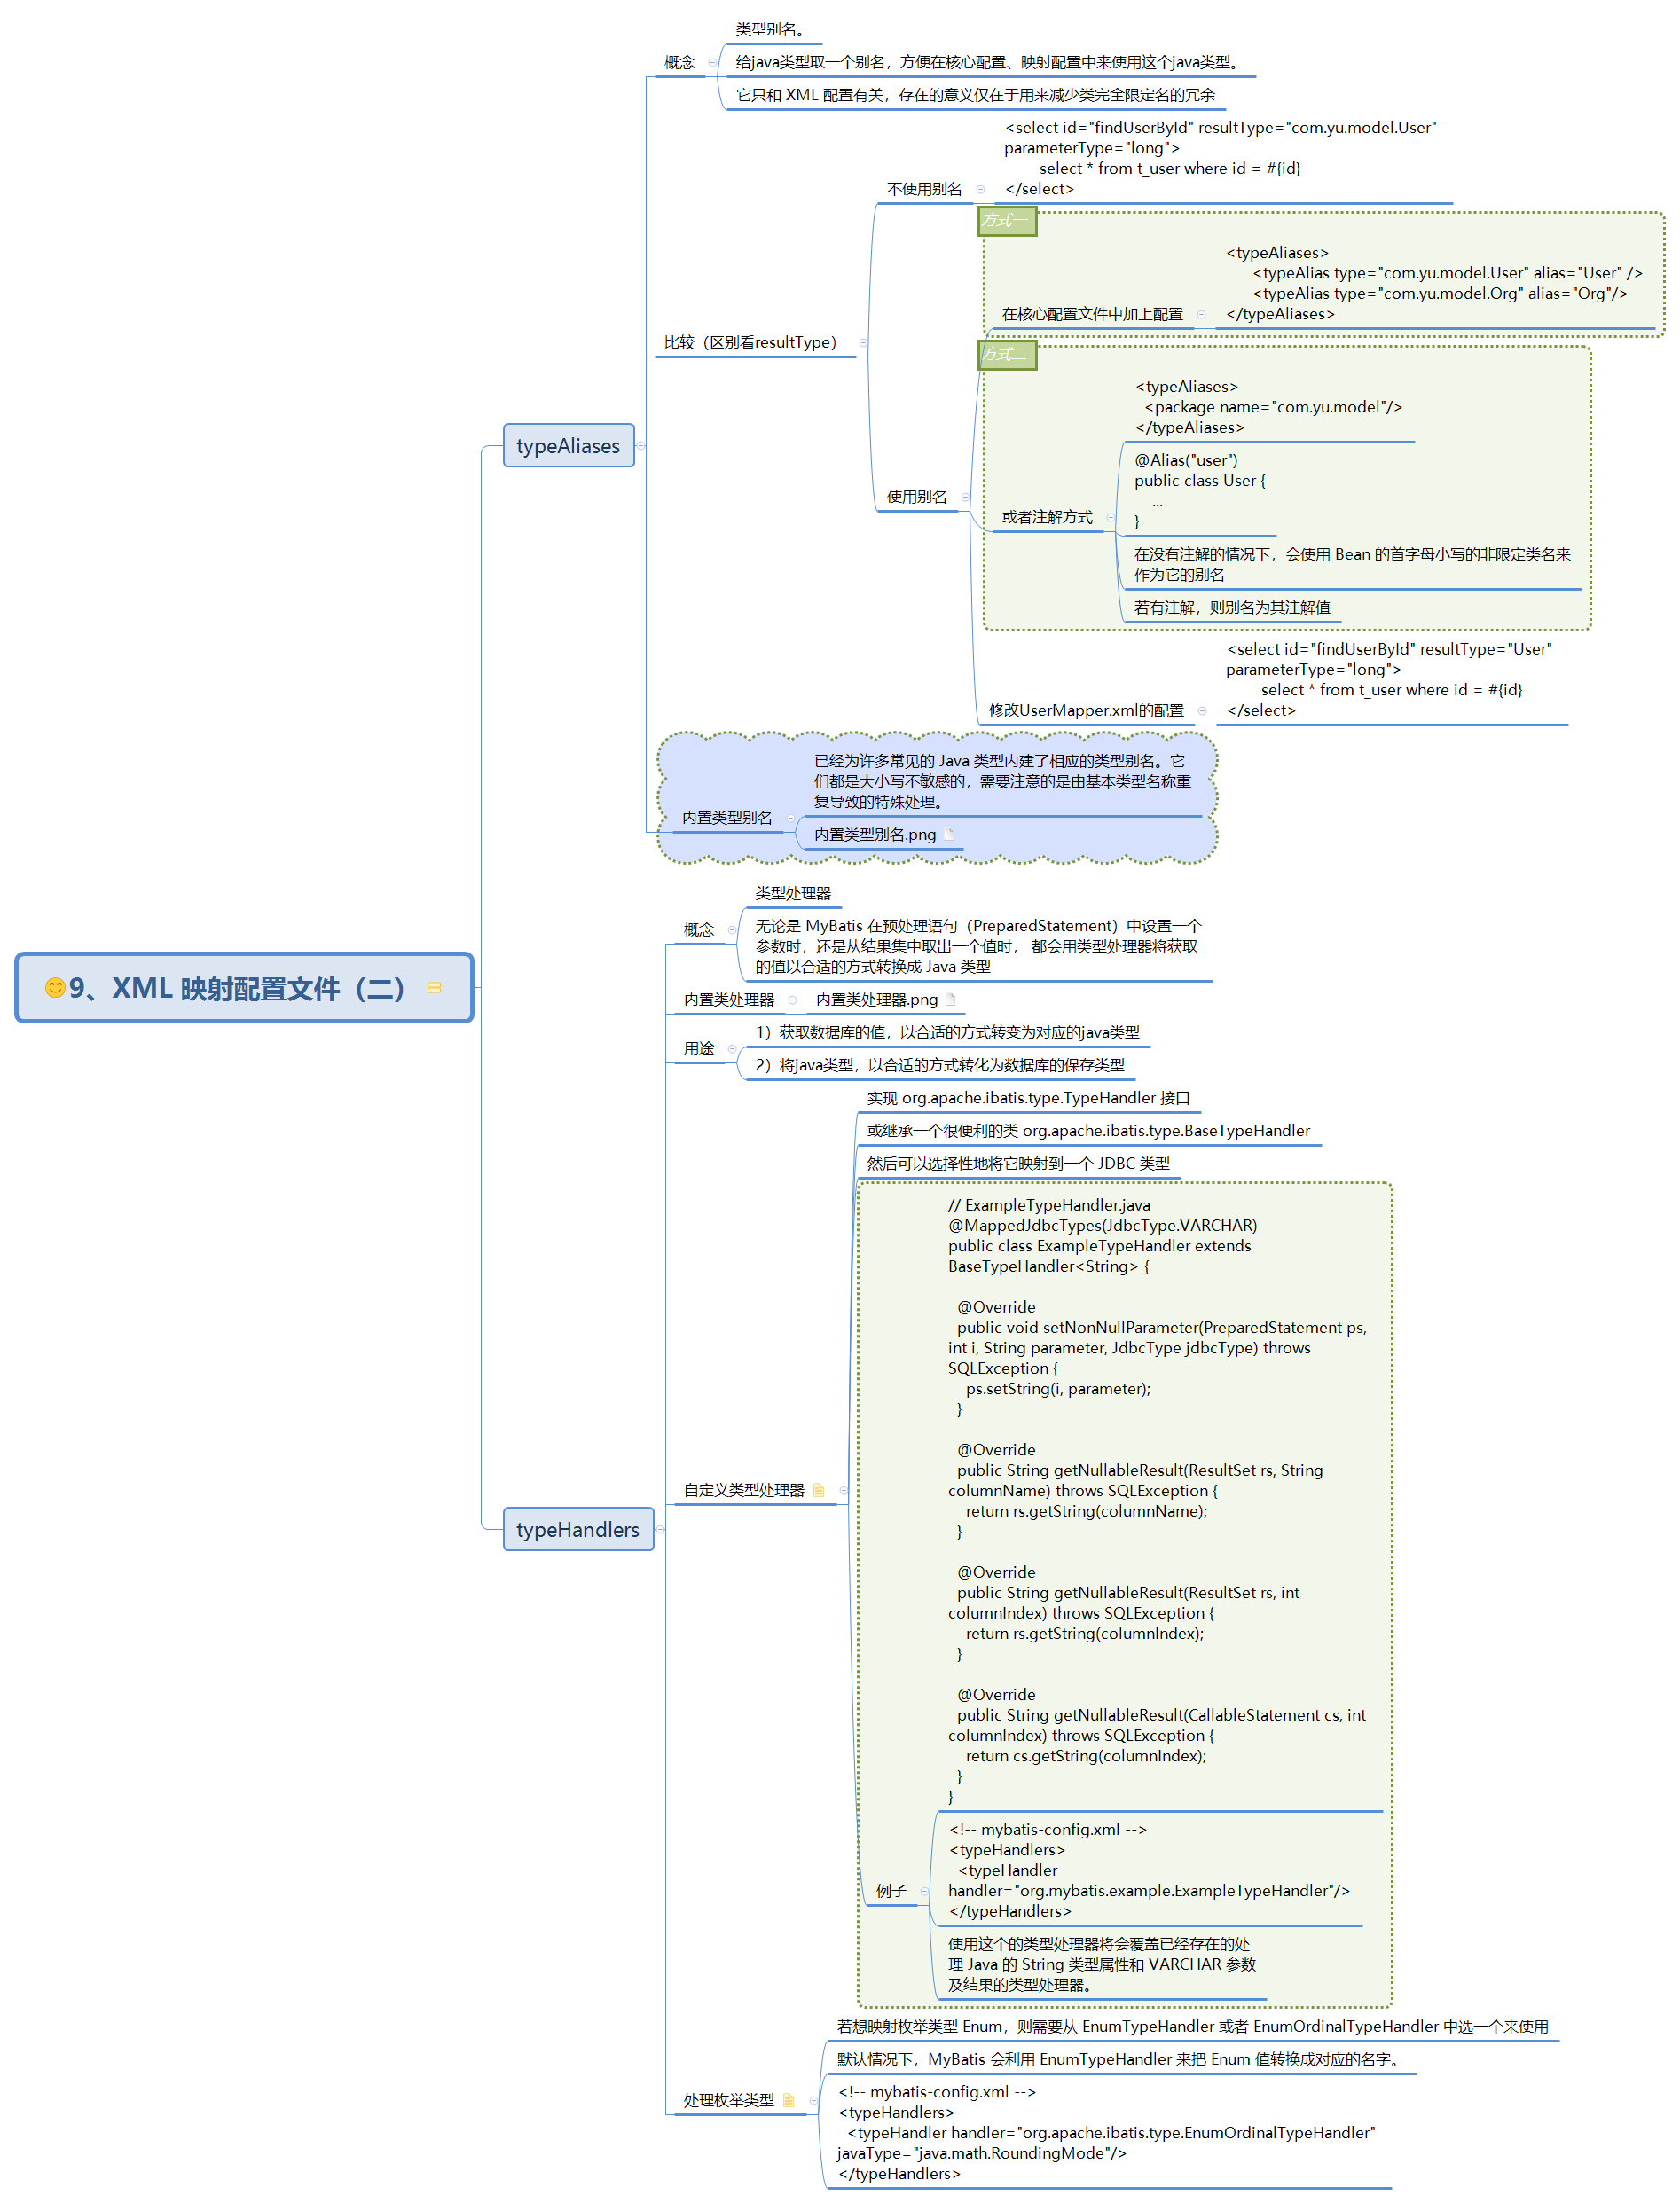 9、XML 映射配置文件（二）
typeAliases
概念
类型别名。
给java类型取一个别名，方便在核心配置、映射配置中来使用这个java类型。
它只和 XML 配置有关，存在的意义仅在于用来减少类完全限定名的冗余
比较（区别看resultType）
不使用别名
<select id="findUserById" resultType="com.yu.model.User"
parameterType="long">
select * from t_user where id = #{id}
</select>
使用别名
方式一
在核心配置文件中加上配置
<typeAliases>
<typeAlias type="com.yu.model.User" alias="User" />
<typeAlias type="com.yu.model.Org" alias="Org"/>
</typeAliases>
方式二
或者注解方式
<typeAliases>
<package name="com.yu.model"/>
</typeAliases>
@Alias("user")
public class User {
...
}
在没有注解的情况下，会使用 Bean 的首字母小写的非限定类名来
作为它的别名
若有注解，则别名为其注解值
修改UserMapper.xml的配置
<select id="findUserById" resultType="User"
parameterType="long">
select * from t_user where id = #{id}
</select>
内置类型别名
已经为许多常见的 Java 类型内建了相应的类型别名。它
们都是大小写不敏感的，需要注意的是由基本类型名称重
复导致的特殊处理。
内置类型别名.png
typeHandlers
概念
类型处理器
无论是 MyBatis 在预处理语句（PreparedStatement）中设置一个
参数时，还是从结果集中取出一个值时， 都会用类型处理器将获取
的值以合适的方式转换成 Java 类型
内置类处理器
内置类处理器.png
用途
1）获取数据库的值，以合适的方式转变为对应的java类型
2）将java类型，以合适的方式转化为数据库的保存类型
自定义类型处理器
实现 org.apache.ibatis.type.TypeHandler 接口
或继承一个很便利的类 org.apache.ibatis.type.BaseTypeHandler
然后可以选择性地将它映射到一个 JDBC 类型
例子
// ExampleTypeHandler.java
@MappedJdbcTypes(JdbcType.VARCHAR)
public class ExampleTypeHandler extends
BaseTypeHandler<String> {
@Override
public void setNonNullParameter(PreparedStatement ps,
int i, String parameter, JdbcType jdbcType) throws
SQLException {
ps.setString(i, parameter);
}
@Override
public String getNullableResult(ResultSet rs, String
columnName) throws SQLException {
return rs.getString(columnName);
}
@Override
public String getNullableResult(ResultSet rs, int
columnIndex) throws SQLException {
return rs.getString(columnIndex);
}
@Override
public String getNullableResult(CallableStatement cs, int
columnIndex) throws SQLException {
return cs.getString(columnIndex);
}
}
<!-- mybatis-config.xml -->
<typeHandlers>
<typeHandler
handler="org.mybatis.example.ExampleTypeHandler"/>
</typeHandlers>
使用这个的类型处理器将会覆盖已经存在的处
理 Java 的 String 类型属性和 VARCHAR 参数
及结果的类型处理器。
处理枚举类型
若想映射枚举类型 Enum，则需要从 EnumTypeHandler 或者 EnumOrdinalTypeHandler 中选一个来使用
默认情况下，MyBatis 会利用 EnumTypeHandler 来把 Enum 值转换成对应的名字。
<!-- mybatis-config.xml -->
<typeHandlers>
<typeHandler handler="org.apache.ibatis.type.EnumOrdinalTypeHandler"
javaType="java.math.RoundingMode"/>
</typeHandlers>